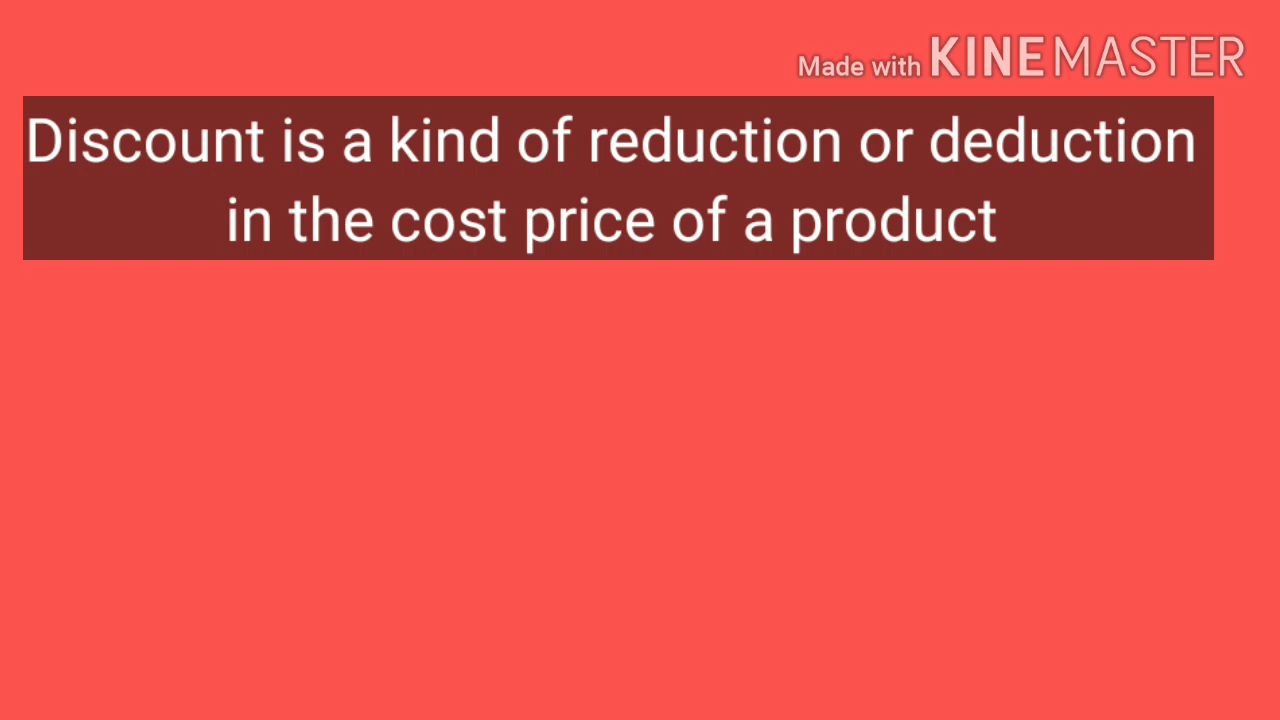 Made with KINEMASTER
Discount is a kind of reduction or deduction
in the cost price of a product